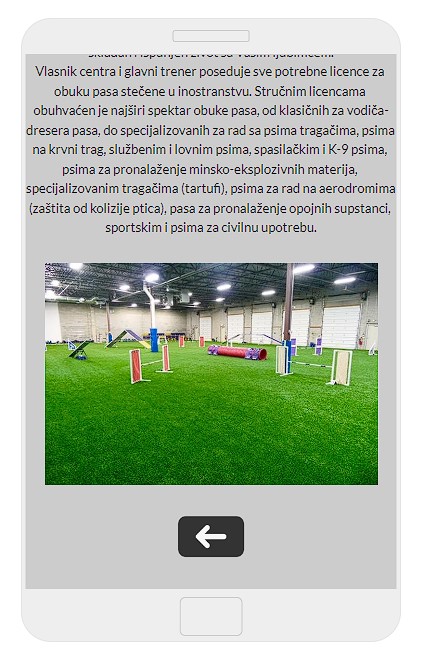 skladan i ispunjen život sa Vašim ljubimcem.
Vlasnik centra i glavni trener poseduje sve potrebne licence za
obuku pasa stečene u inostranstvu. Stručnim licencama
obuhvaćen je najširi spektar obuke pasa, od klasičnih za vodiča-
dresera pasa, do specijalizovanih za rad sa psima tragačima, psima
na krvni trag, službenim i lovnim psima, spasilačkim i K-9 psima,
psima za pronalaženje minsko-eksplozivnih materija,
specijalizovanim tragačima (tartufi), psima za rad na aerodromima
(zaštita od kolizije ptica), pasa za pronalaženje opojnih supstanci,
sportskim i psima za civilnu upotrebu.